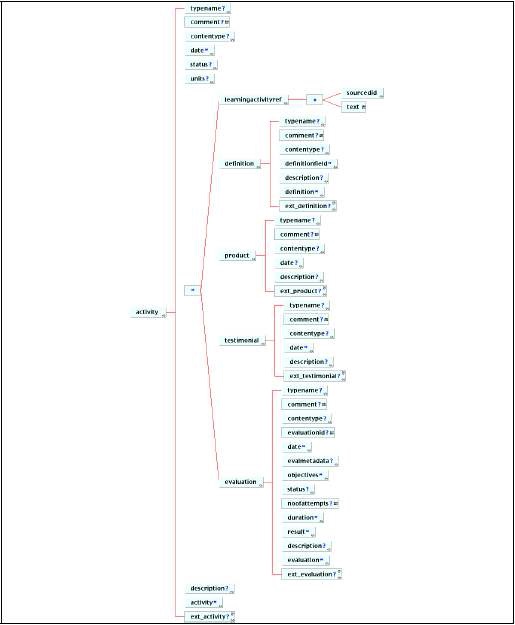 typename?
comment?
contentype?
date*
status?
units?
learningactivityref
*
sourcedid
text
definition
typename?
comment?
contentype?
definitionfield*
description?
definition*
ext_definition?
product
typename?
comment?
contentype?
date?
description?
ext_product?
*
activity
testimonial
typename?
comment?
contentype?
date*
description?
ext_testimonial?
evaluation
typename?
comment?
contentype?
evaluationid?
date*
evalmetadata?
objectives*
status?
noofattempts?
duration*
result*
description?
evaluation*
ext_evaluation?
description?
activity*
ext_activity?